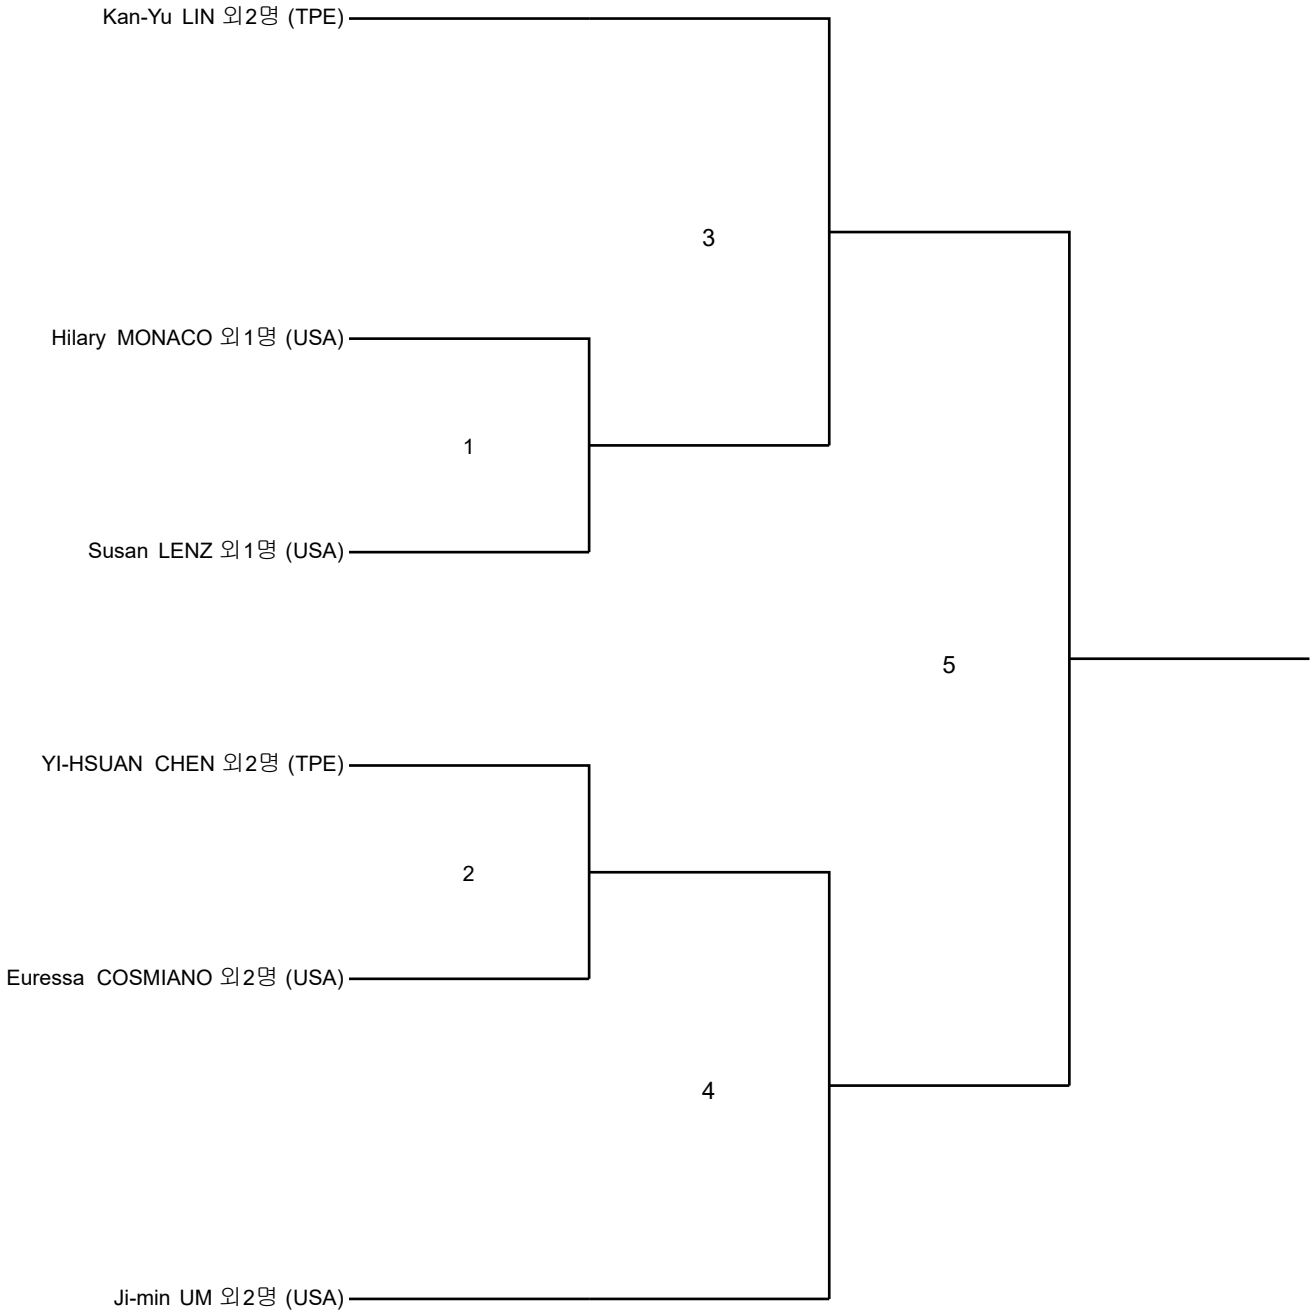 Kan-Yu LIN 외2명 (TPE)
3
Hilary MONACO 외1명 (USA)
1
Susan LENZ 외1명 (USA)
5
YI-HSUAN CHEN 외2명 (TPE)
2
Euressa COSMIANO 외2명 (USA)
4
Ji-min UM 외2명 (USA)